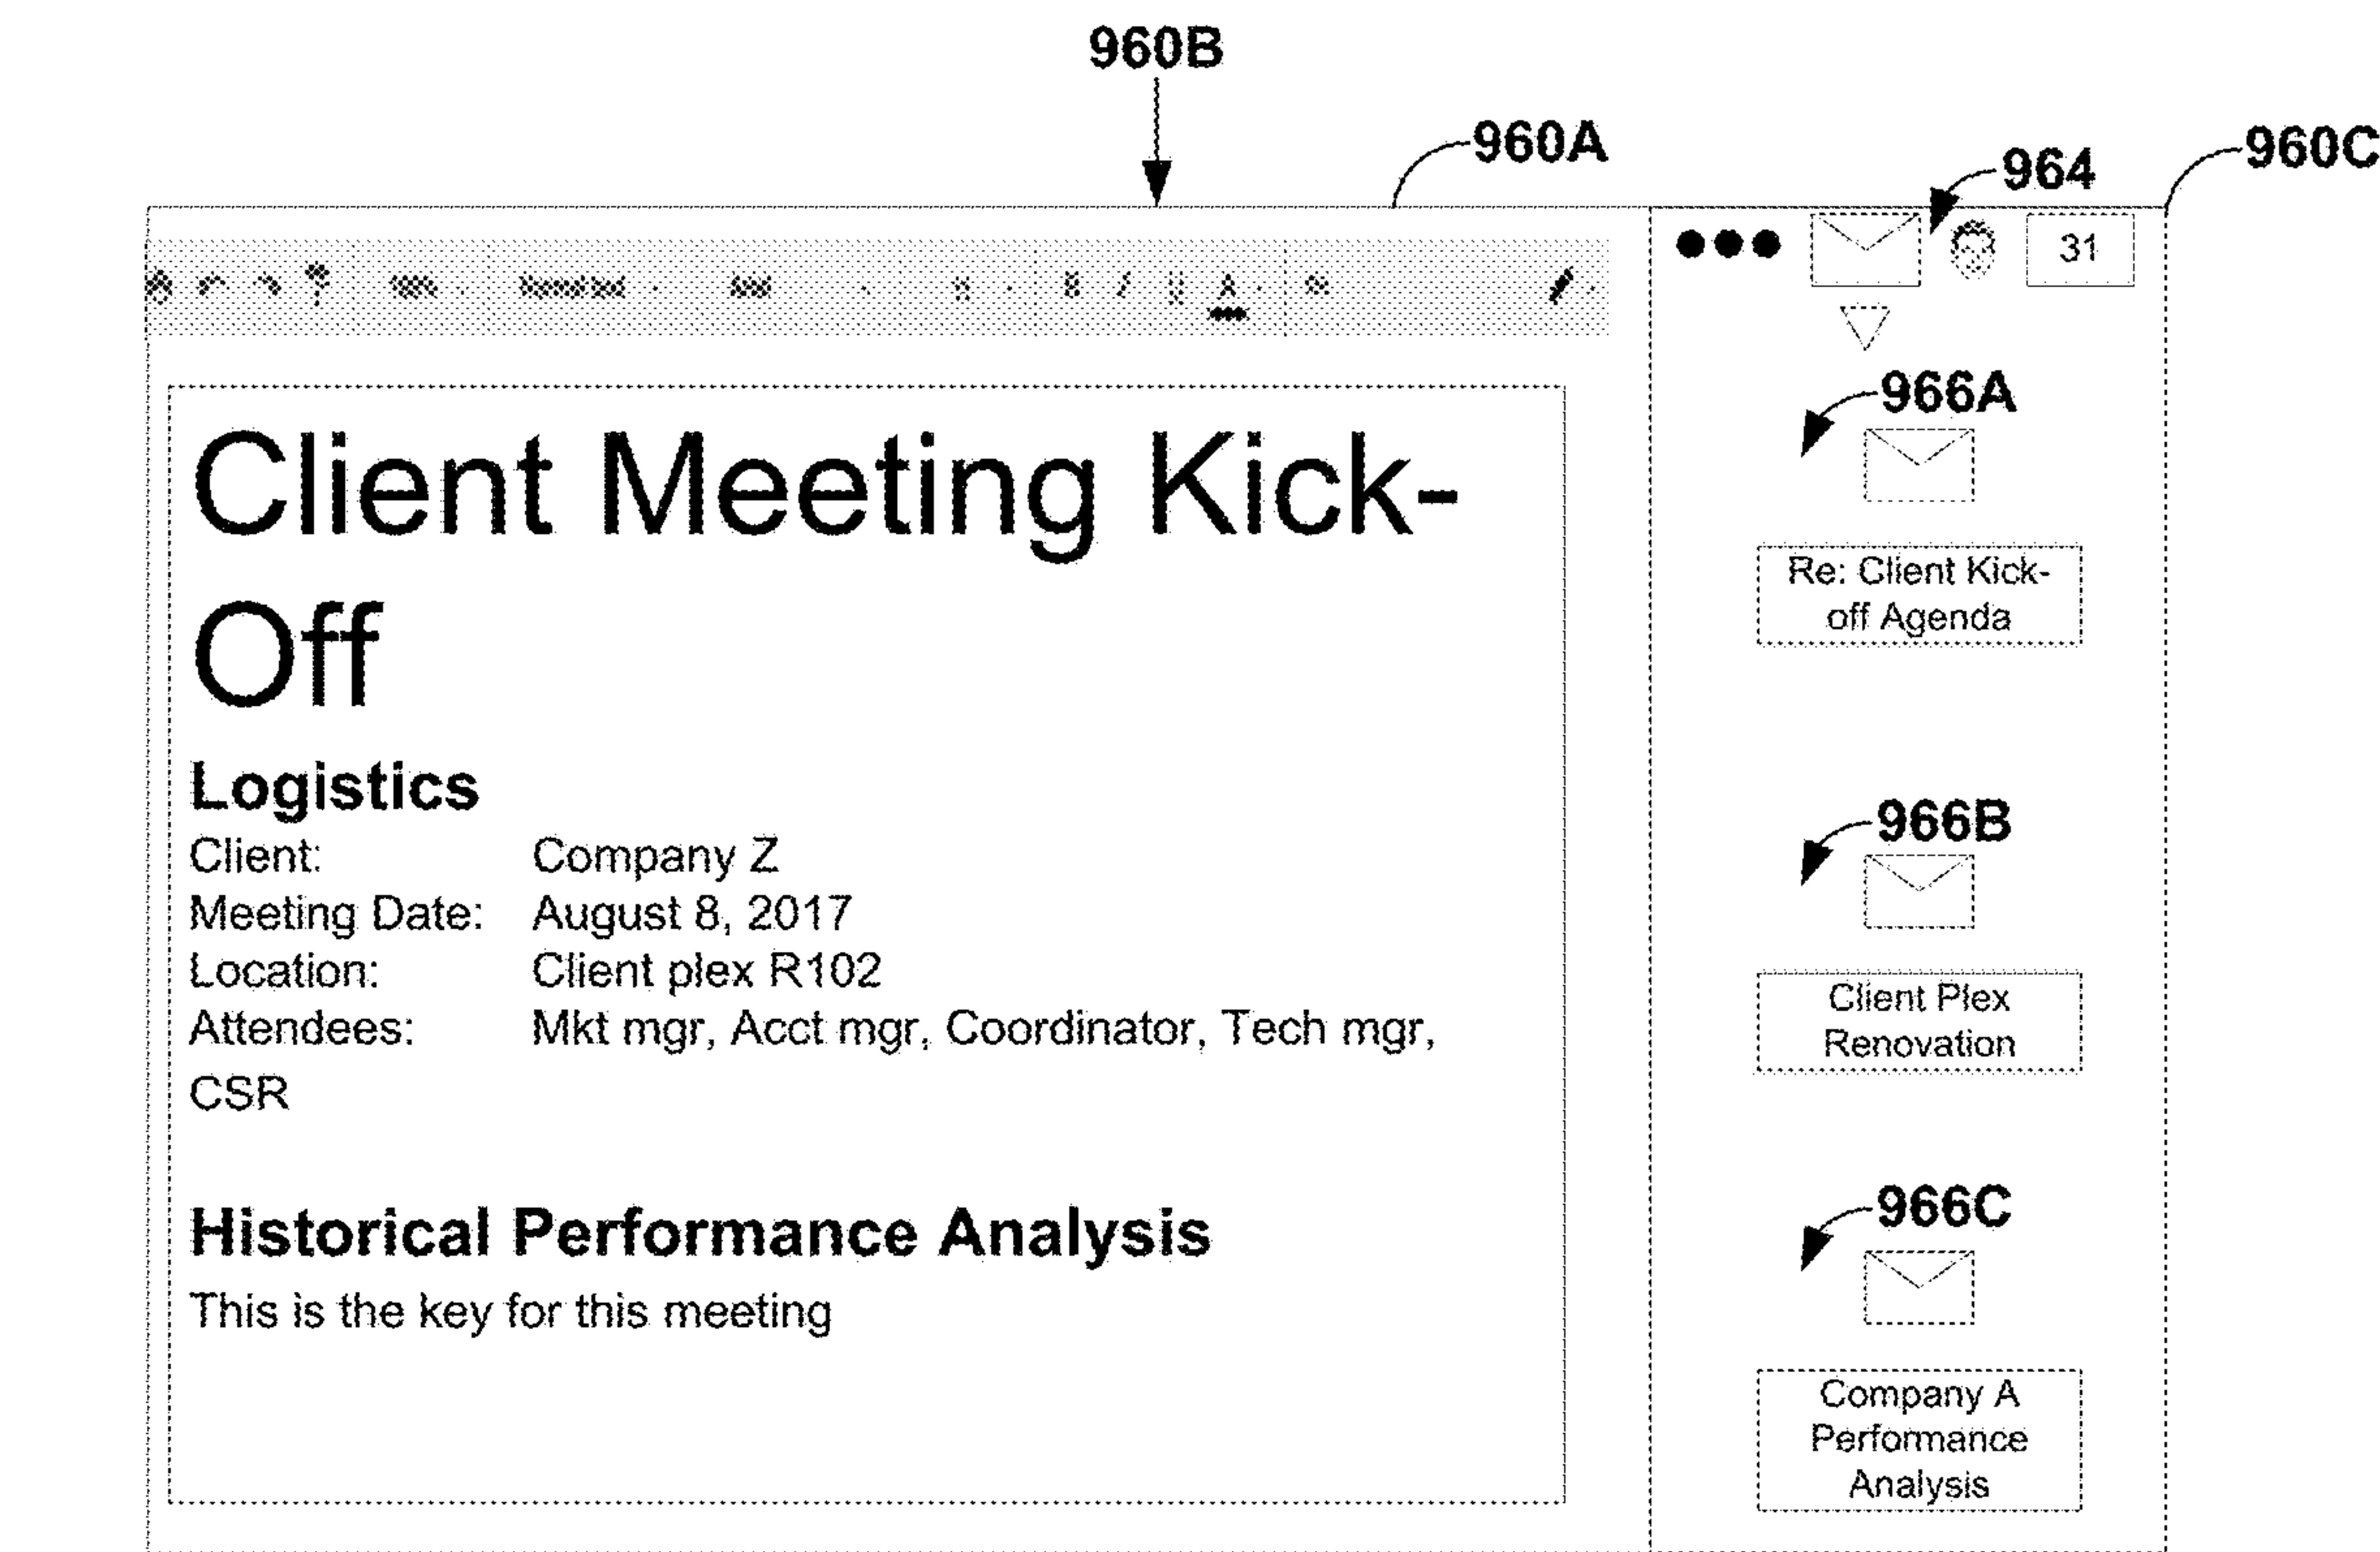 960B
960A
964
960C
31
B I U A
966A
Client Meeting Kick-
Off
Re: Client Kick-
off Agenda
Logistics
966B
Client: Company Z
Meeting Date: August 8, 2017
Location: Client plex R102
Attendees: Mkt mgr, Acct mgr, Coordinator, Tech mgr,
CSR
Client Plex
Renovation
966C
Historical Performance Analysis
This is the key for this meeting
Company A
Performance
Analysis